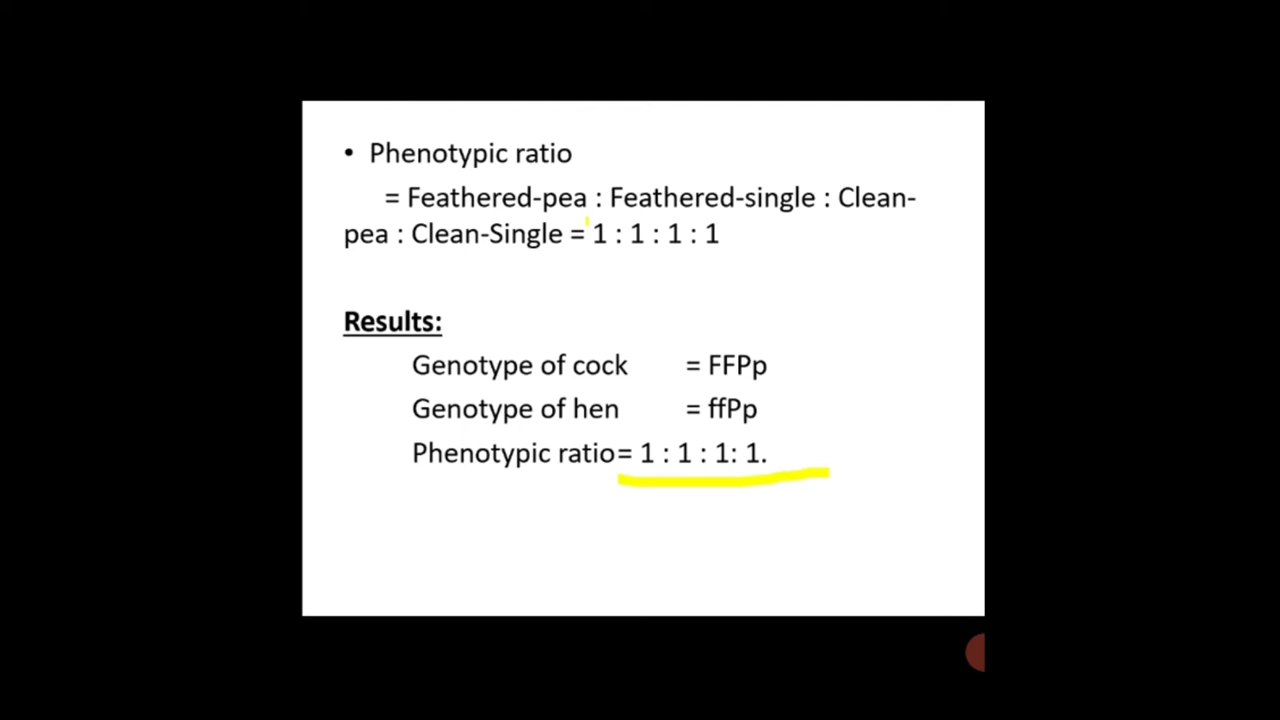 • Phenotypic ratio
= Feathered-pea : Feathered-single : Clean-
pea : Clean-Single = 1 : 1 : 1 : 1
Results:
Genotype of cock = FFPp
Genotype of hen = ffPp
Phenotypic ratio= 1 : 1 : 1: 1.